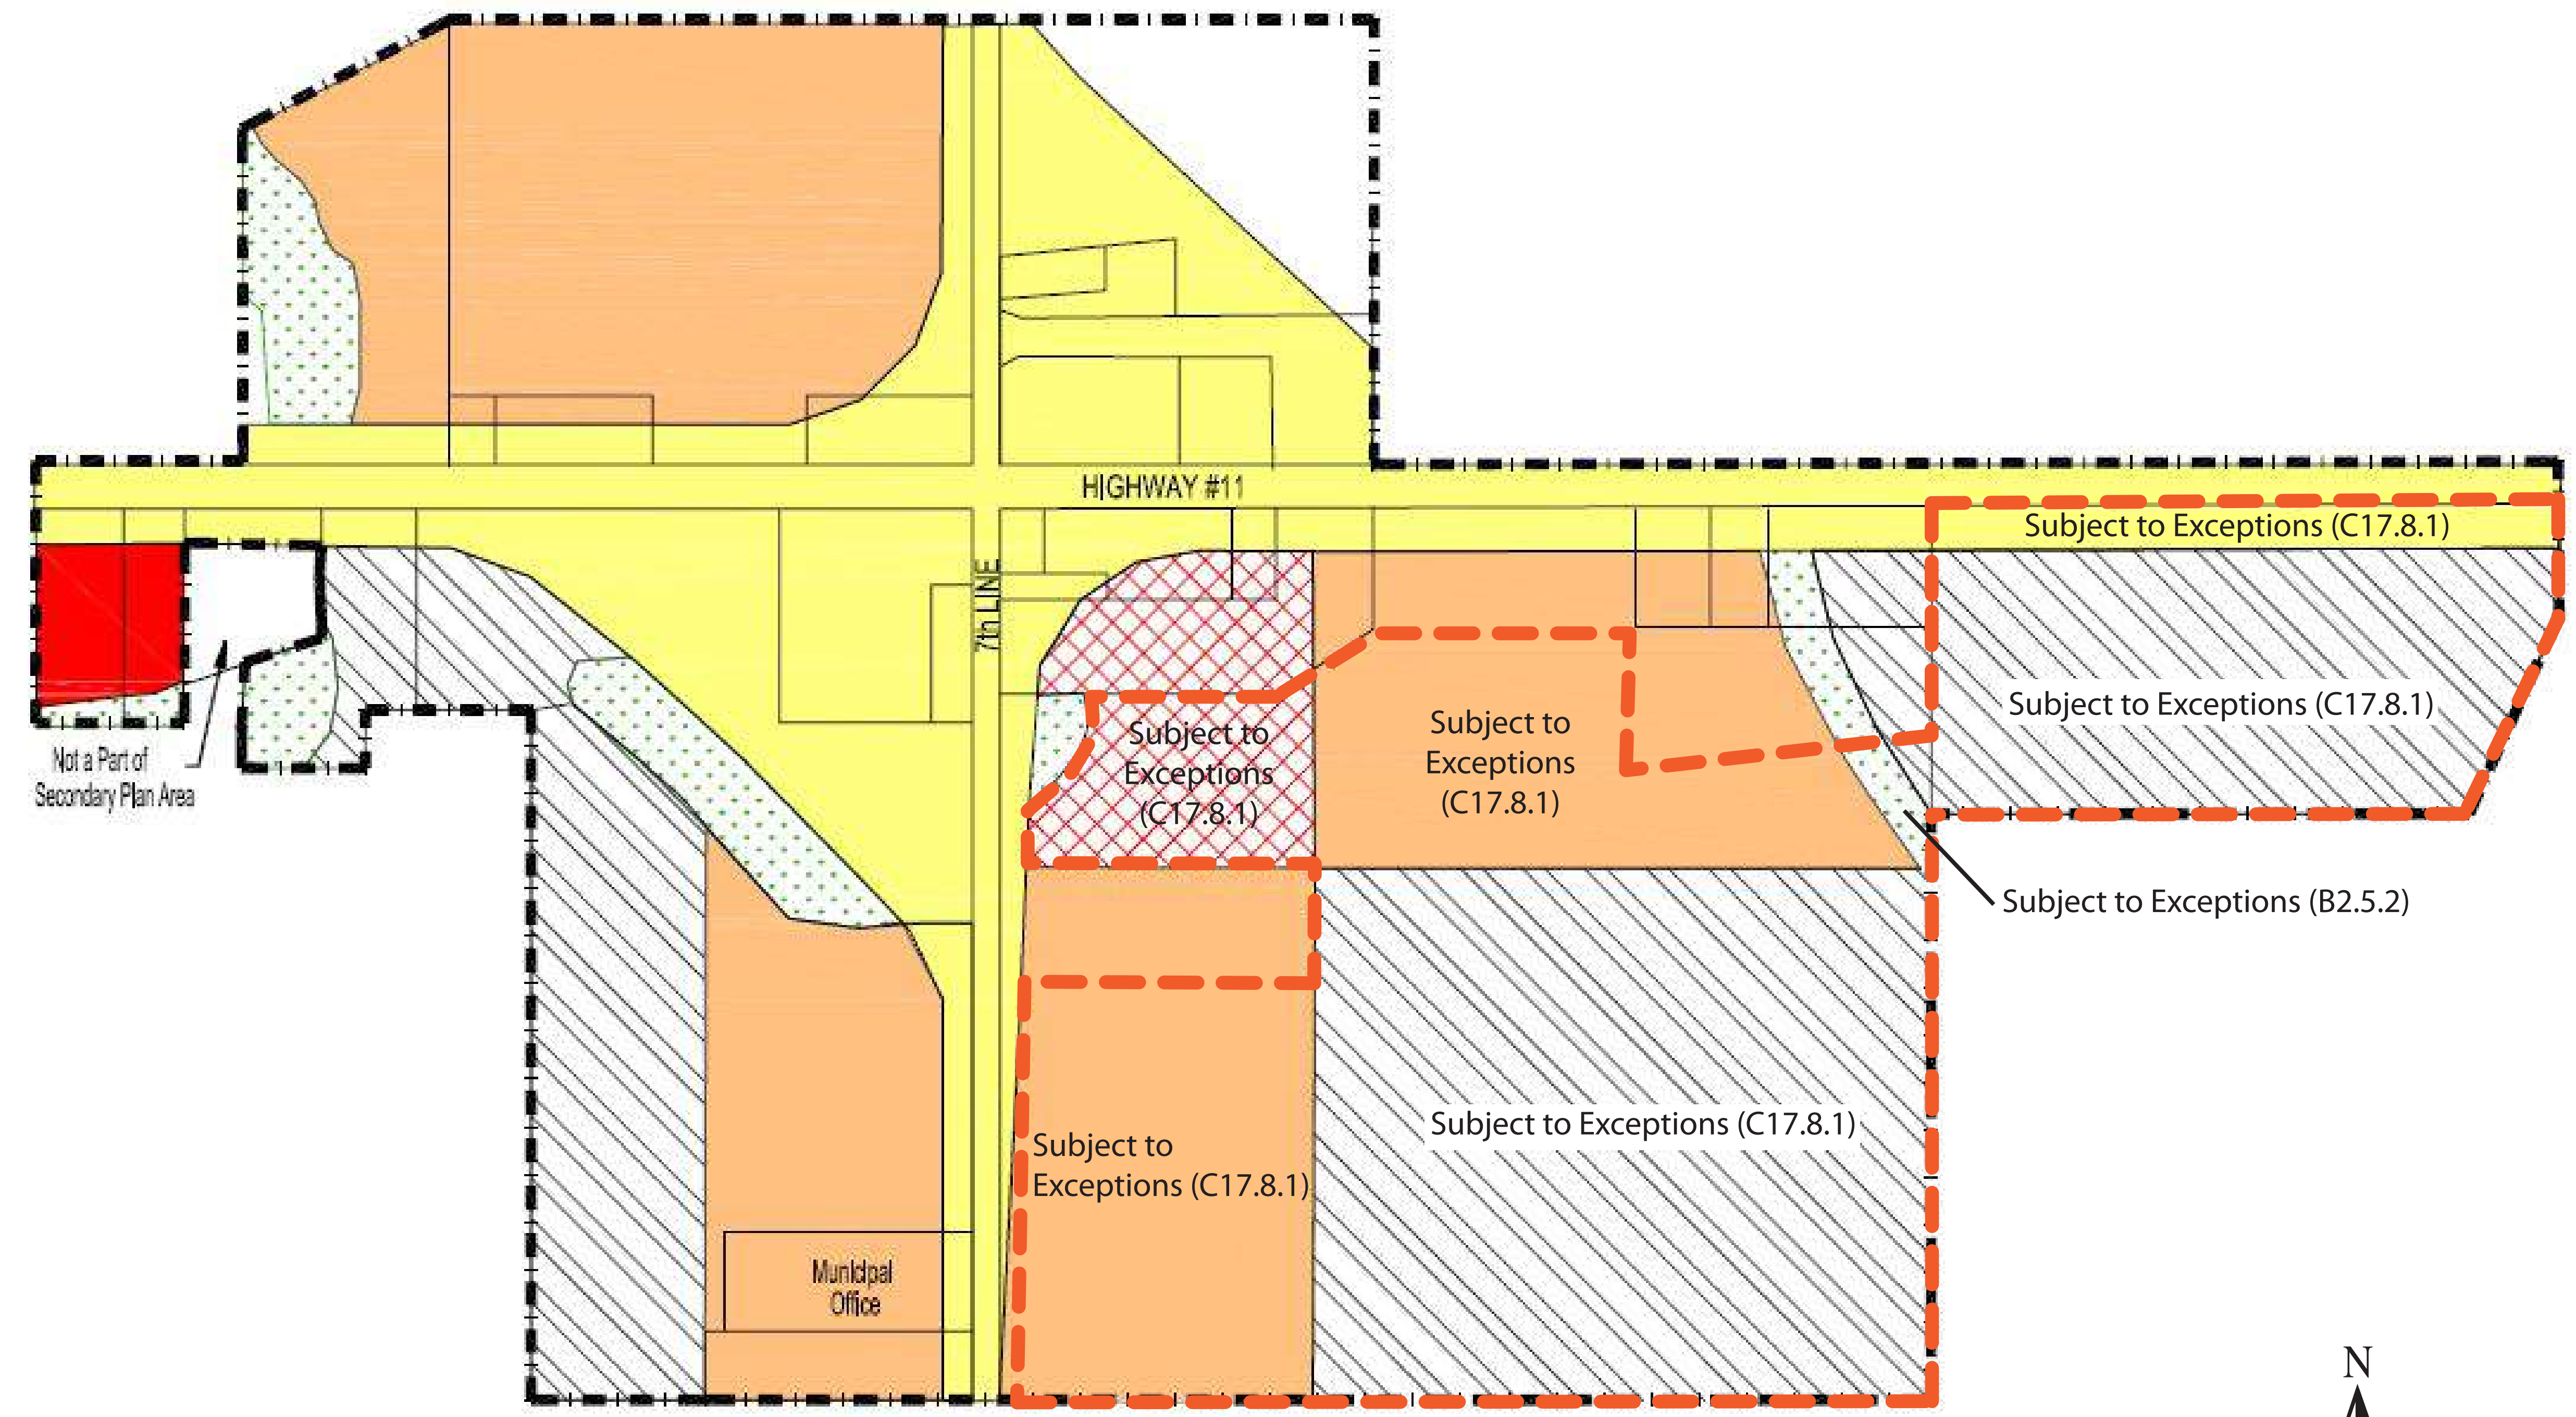 HIGHWAY #11
Subject to Exceptions (C17.8.1)
7th LINE
Subject to Exceptions (C17.8.1)
Subject to
Exceptions
(C17.8.1)
Subject to
Exceptions
(C17.8.1)
Not a Part of
Secondary Plan Area
Subject to Exceptions (B2.5.2)
Subject to Exceptions (C17.8.1)
Subject to
Exceptions (C17.8.1)
Municipal
Office
N